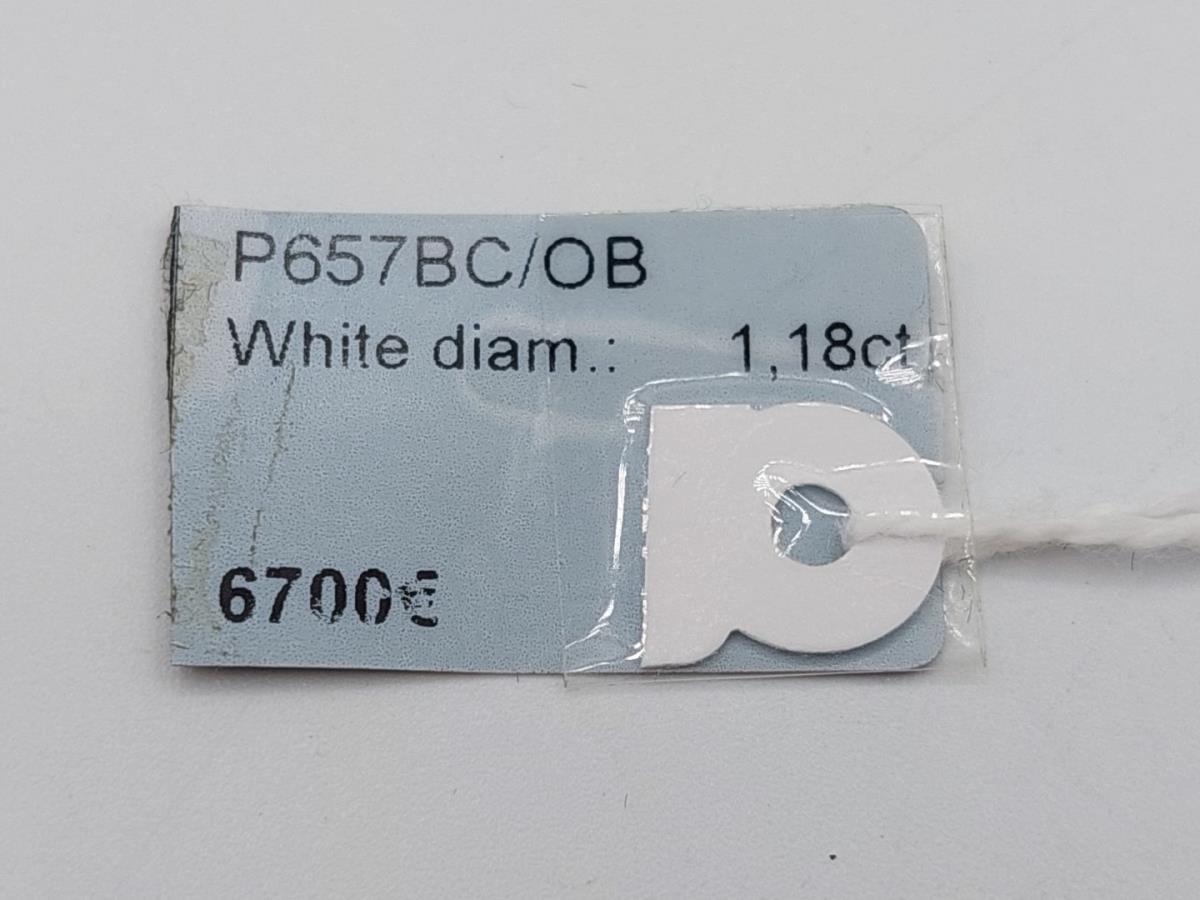 P657BC/OB
White diam.: 1,18ct
6700€